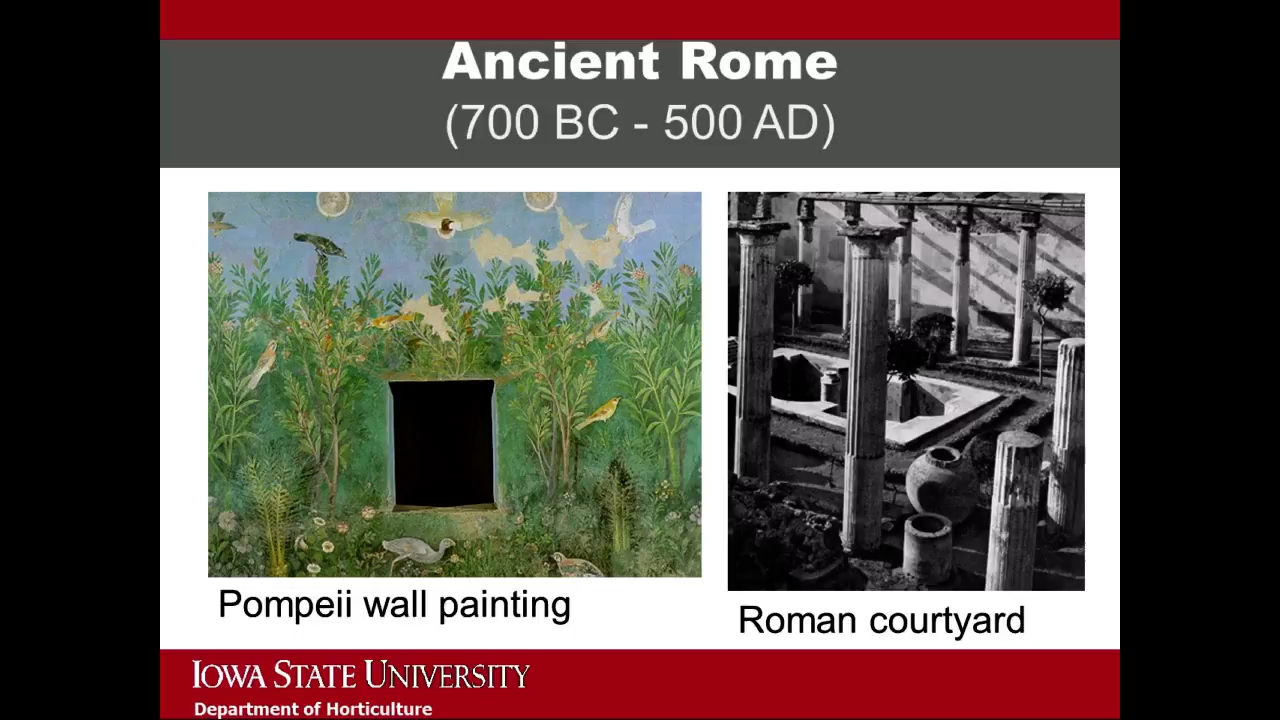 Ancient Rome
(700 BC - 500 AD)
Pompeii wall painting
Roman courtyard
IOWA STATE UNIVERSITY
Department of Horticulture